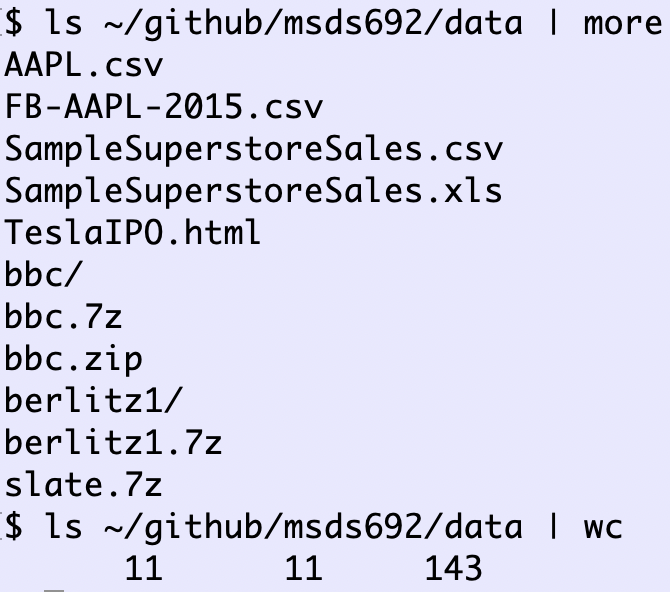 $ ls ~/github/msds692/data | more
AAPL.csv
FB-AAPL-2015.csv
SampleSuperstoreSales.csv
SampleSuperstoreSales.xls
TeslaIPO.html
bbc/
bbc.7z
bbc.zip
berlitz1/
berlitz1.7z
slate.7z
$ ls ~/github/msds692/data | wc
      11      11     143